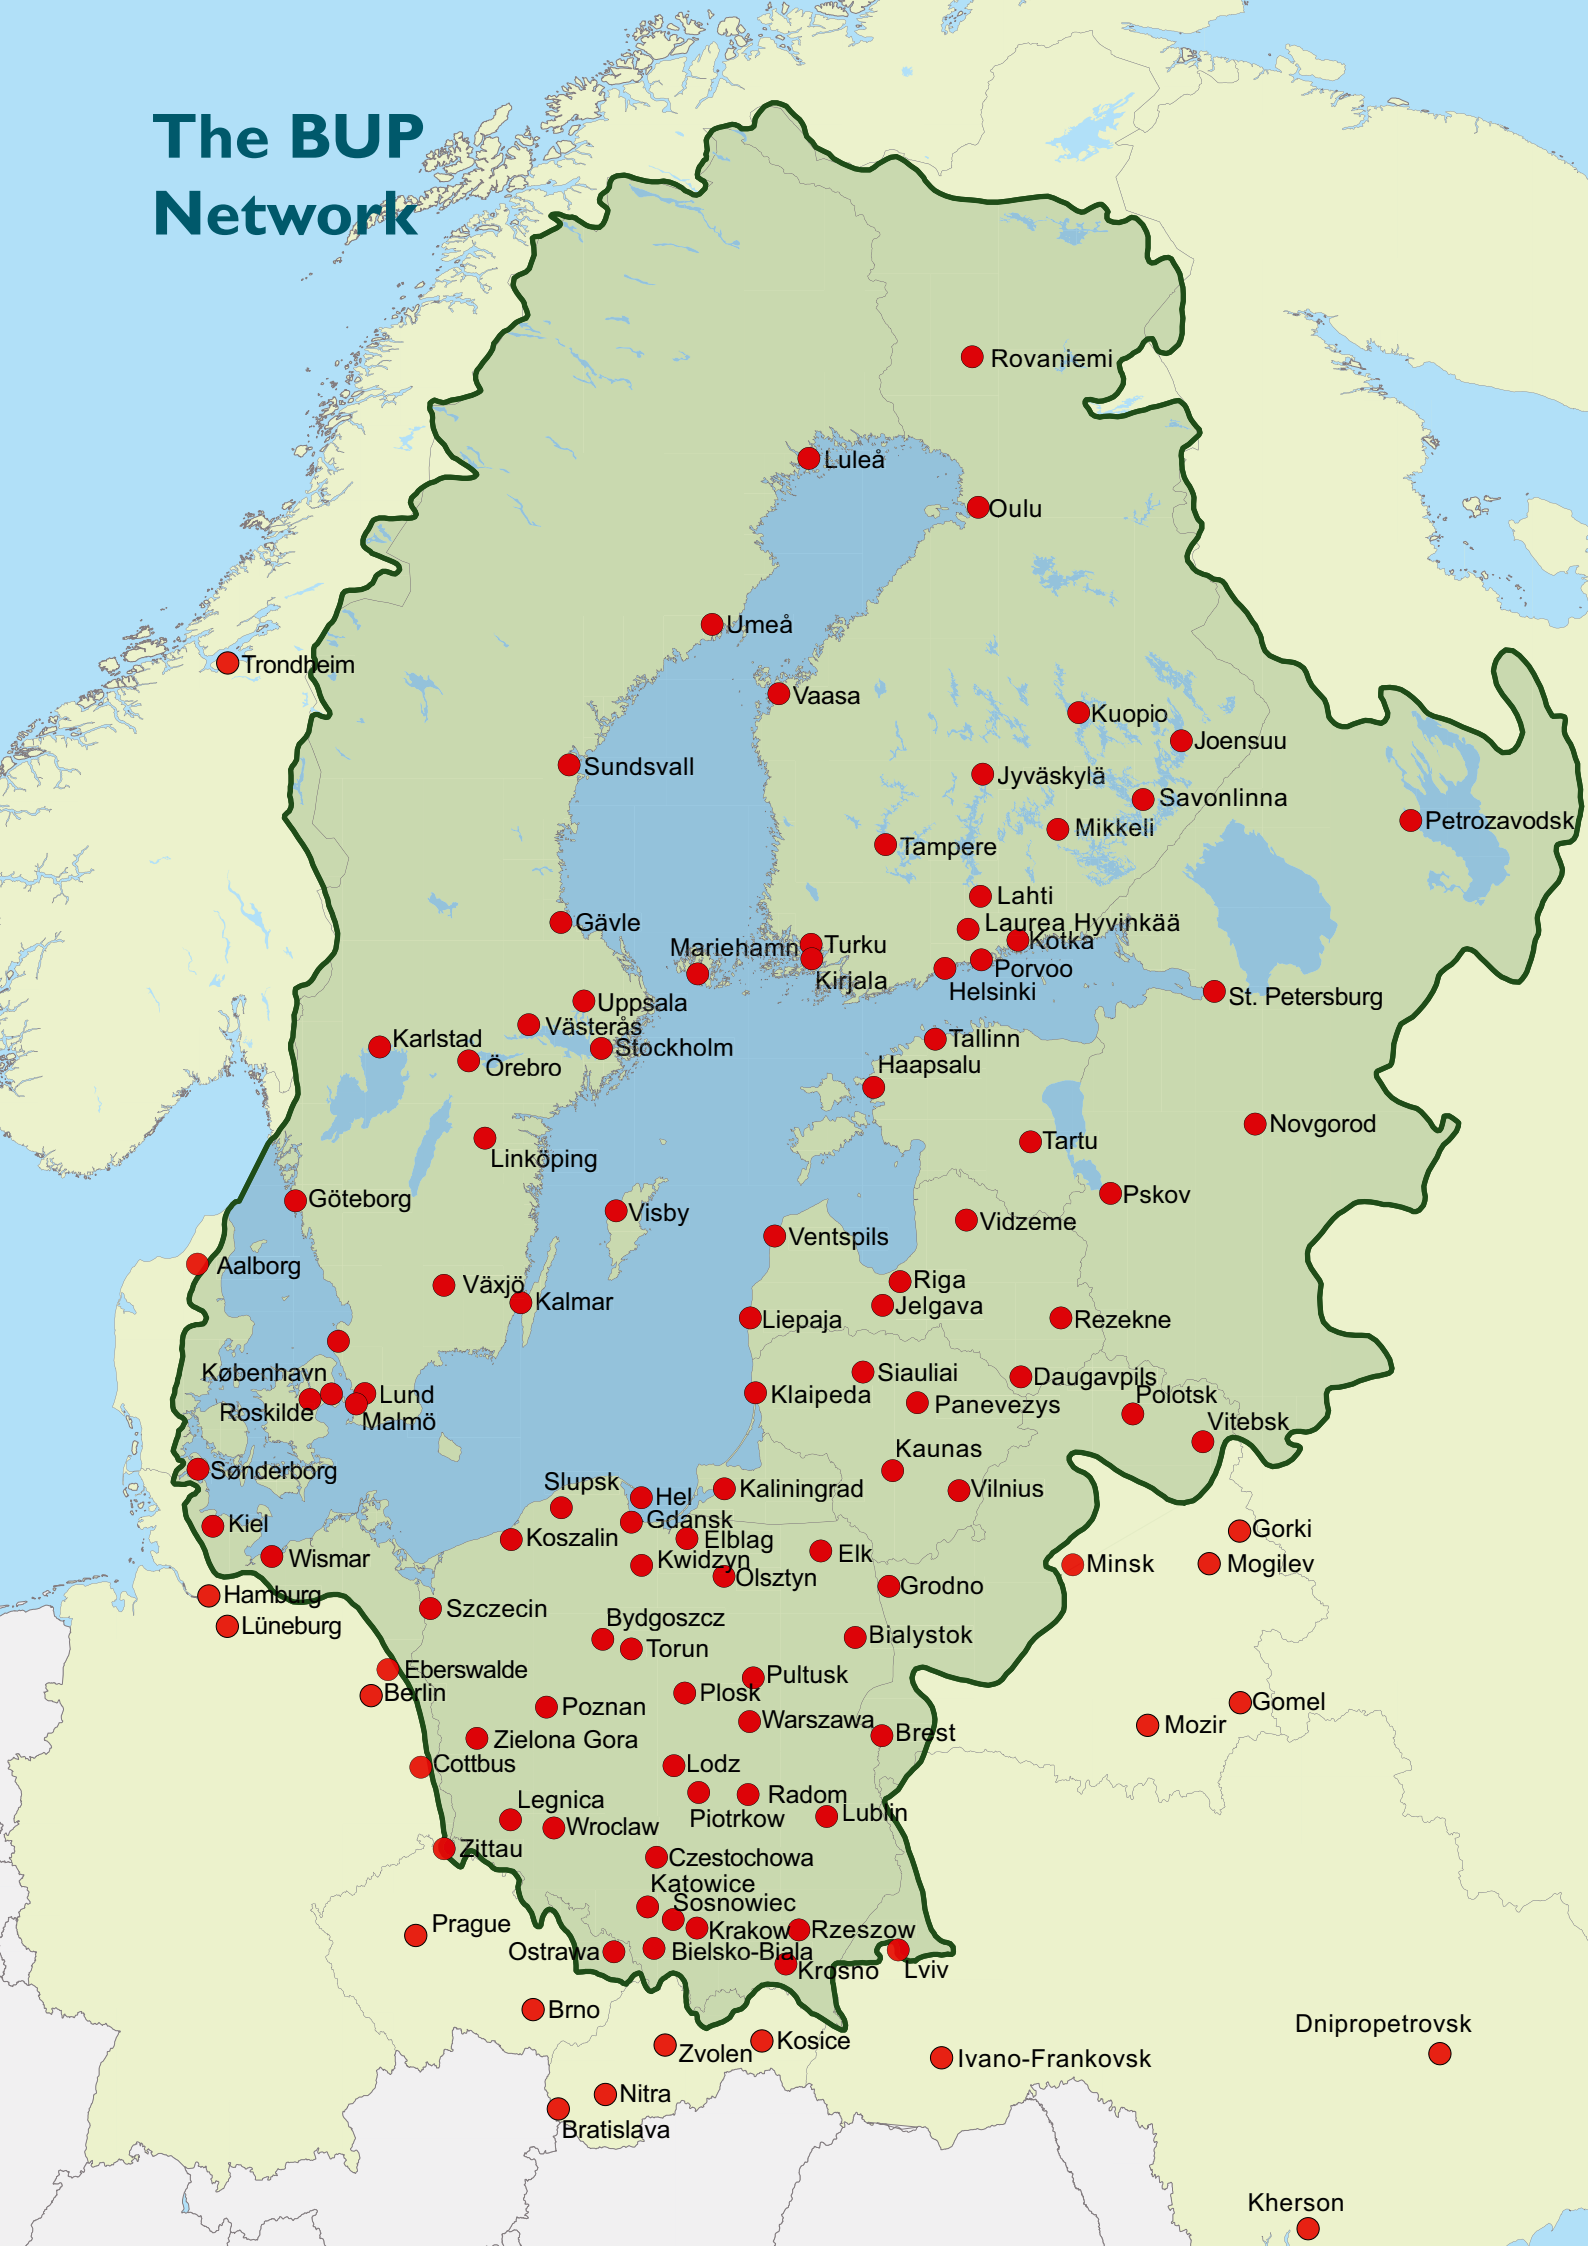 The BUP
Network
Rovaniemi
Luleå
Oulu
Umeå
Trondheim
Vaasa
Kuopio
Joensuu
Sundsvall
Jyväskylä
Savonlinna
Petrozavodsk
Mikkeli
Tampere
Lahti
Gävle
Laurea Hyvinkää
Kotka
Mariehamn
Turku
Porvoo
Kirjala
Helsinki
St. Petersburg
Uppsala
Västerås
Karlstad
Stockholm
Tallinn
Örebro
Haapsalu
Novgorod
Tartu
Linköping
Göteborg
Pskov
Visby
Vidzeme
Ventspils
Aalborg
Riga
Växjö
Kalmar
Jelgava
Liepaja
Rezekne
København
Siauliai
Daugavpils
Lund
Klaipeda
Polotsk
Panevezys
Roskilde
Malmö
Vitebsk
Kaunas
Sønderborg
Slupsk
Hel
Kaliningrad
Vilnius
Kiel
Gdansk
Gorki
Koszalin
Elblag
Elk
Wismar
Kwidzyn
Minsk
Mogilev
Olsztyn
Grodno
Hamburg
Szczecin
Lüneburg
Bydgoszcz
Torun
Bialystok
Eberswalde
Pultusk
Berlin
Plosk
Gomel
Poznan
Warszawa
Mozir
Zielona Gora
Brest
Cottbus
Lodz
Radom
Legnica
Piotrkow
Lublin
Wroclaw
Zittau
Czestochowa
Katowice
Sosnowiec
Prague
Krakow
Rzeszow
Ostrawa
Bielsko-Biala
Krosno
Lviv
Brno
Dnipropetrovsk
Kosice
Zvolen
Ivano-Frankovsk
Nitra
Bratislava
Kherson